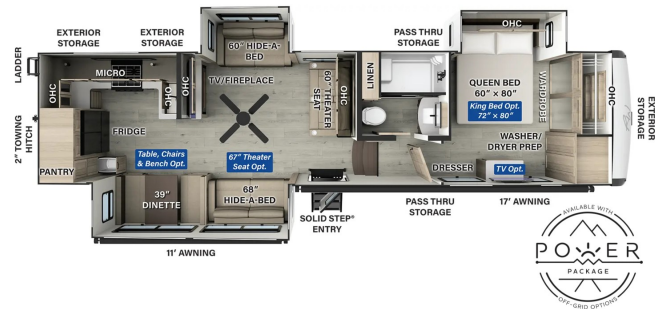 EXTERIOR
STORAGE
EXTERIOR
STORAGE
PASS THRU
STORAGE
OHC
LADDER
60" HIDE-A-
BED
MICRO
OHC
OHC
TV/FIREPLACE
60" THEATER
SEAT
OHC
LINEN
QUEEN BED
60" × 80"
King Bed Opt.
72" × 80"
WARDROBE
OHC
EXTERIOR
STORAGE
2" TOWING
HITCH
FRIDGE
WASHER/
DRYER PREP
Table, Chairs
& Bench Opt.
67" Theater
Seat Opt.
PANTRY
DRESSER
TV Opt.
39"
DINETTE
68"
HIDE-A-BED
SOLID STEP®
ENTRY
PASS THRU
STORAGE
17' AWNING
11' AWNING
AVAILABLE WITH
POWER
PACKAGE
OFF-GRID OPTIONS